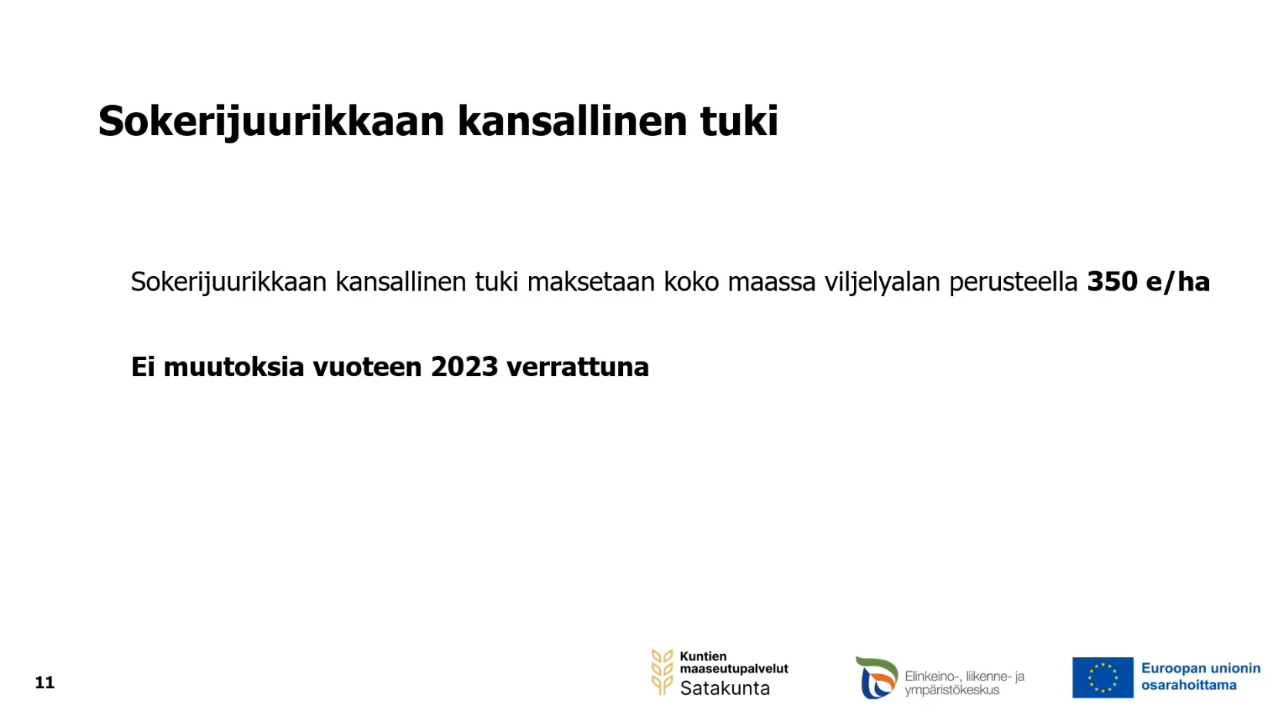 Sokerijuurikkaan kansallinen tuki
Sokerijuurikkaan kansallinen tuki maksetaan koko maassa viljelyalan perusteella 350 e/ha
Ei muutoksia vuoteen 2023 verrattuna
11
Kuntien
maaseutupalvelut
Satakunta
Elinkeino-, liikenne- ja
ympäristökeskus
Euroopan unionin
osarahoittama